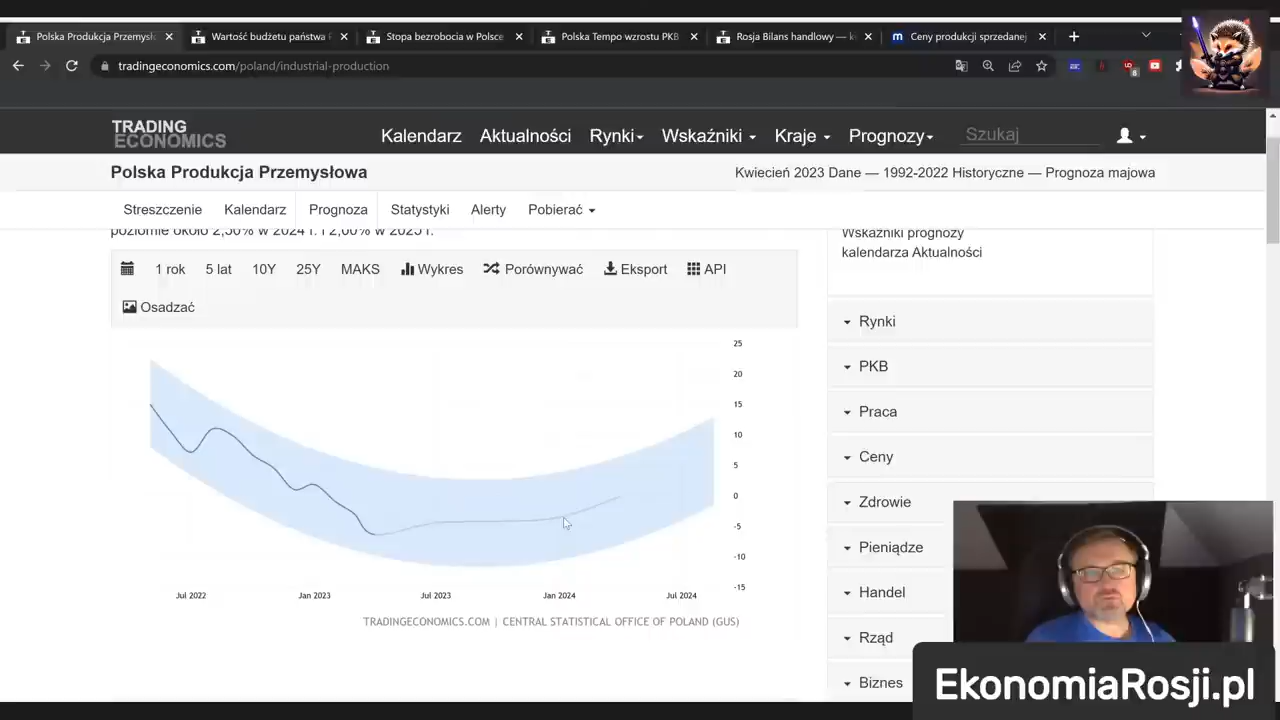 Polska Produkcja Przemysł
Wartość budżetu państwa P
Stopa bezrobocia w Polsce
Polska Tempo wzrostu PKB
Rosja Bilans handlowy — k
Ceny produkcji sprzedanej
tradingeconomics.com/poland/industrial-production
TRADING
ECONOMICS
Kalendarz Aktualności Rynki Wskaźniki Kraje Prognozy Szukaj
Polska Produkcja Przemysłowa
Kwiecień 2023 Dane — 1992-2022 Historyczne — Prognoza majowa
Streszczenie Kalendarz Prognoza Statystyki Alerty Pobierać
poziomie około 2,50% w 2024 r. i 2,00% w 2025 r.
1 rok 5 lat 10Y 25Y MAKS Wykres Porównywać Eksport API
Osadzać
25
20
15
10
5
0
-5
-10
-15
Jul 2022 Jan 2023 Jul 2023 Jan 2024 Jul 2024
TRADINGECONOMICS.COM | CENTRAL STATISTICAL OFFICE OF POLAND (GUS)
Wskaźniki prognozy
kalendarza Aktualności
Rynki
PKB
Praca
Ceny
Zdrowie
Pieniądze
Handel
Rząd
Biznes
EkonomiaRosji.pl